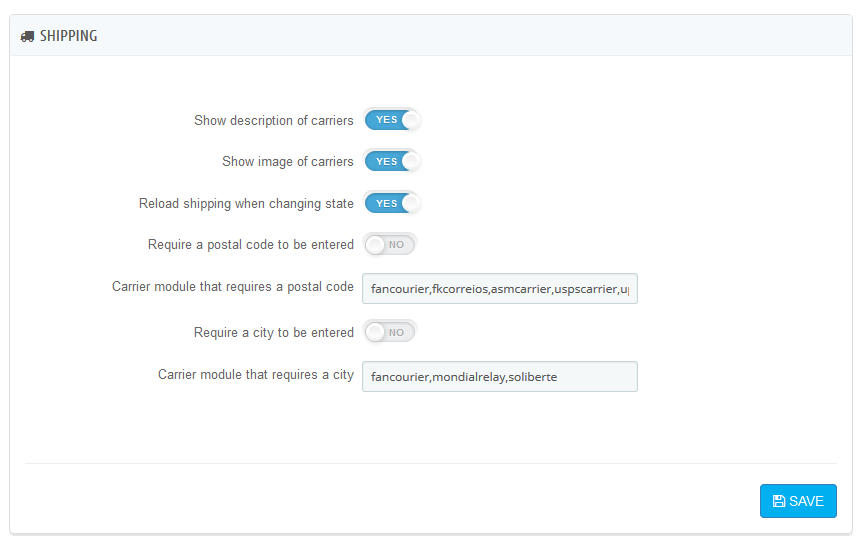 SHIPPING
Show description of carriers YES
Show image of carriers YES
Reload shipping when changing state YES
Require a postal code to be entered NO
Carrier module that requires a postal code fancourier,fkcorreios,asmcarrier,uspscarrier,
Require a city to be entered NO
Carrier module that requires a city fancourier,mondialrelay,soliberte
SAVE